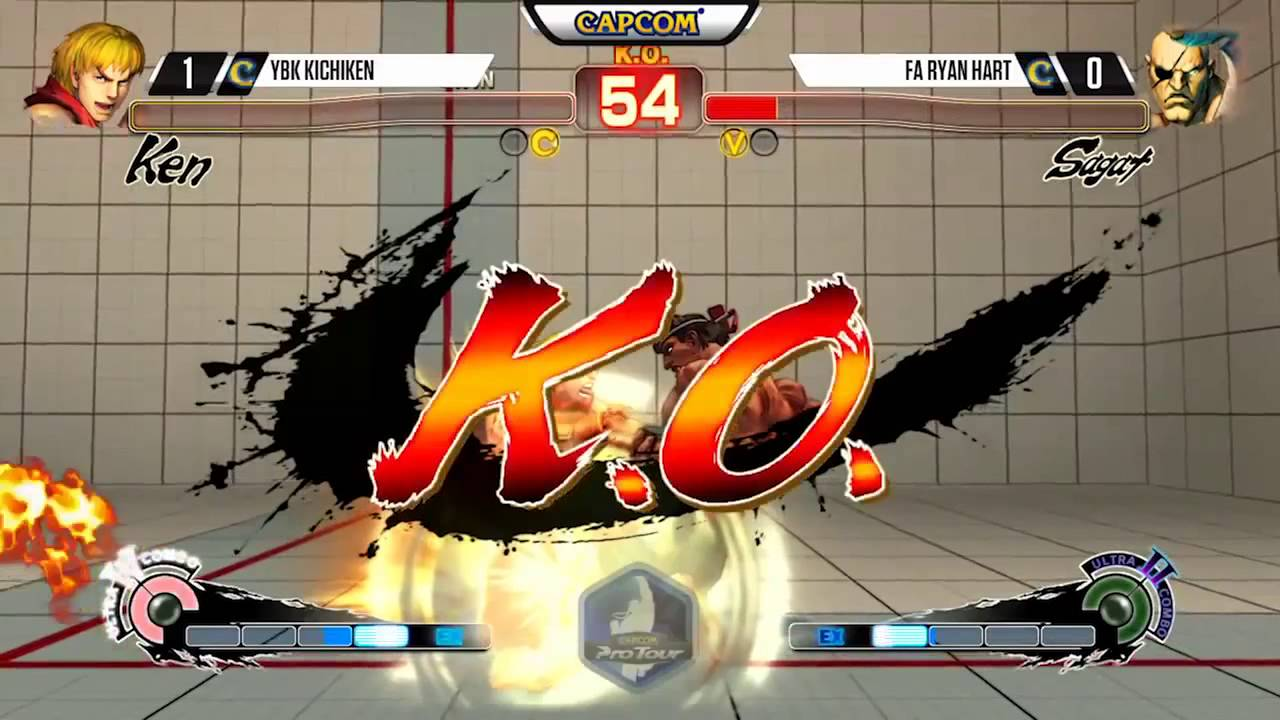 CAPCOM
K.O.
1 C YBK KICHIKEN
54
FA RYAN HART C 0
C
V
Ken
Sagat
K.O.
COMBO
EX
CAPCOM
Pro Tour
EX
ULTRA II COMBO